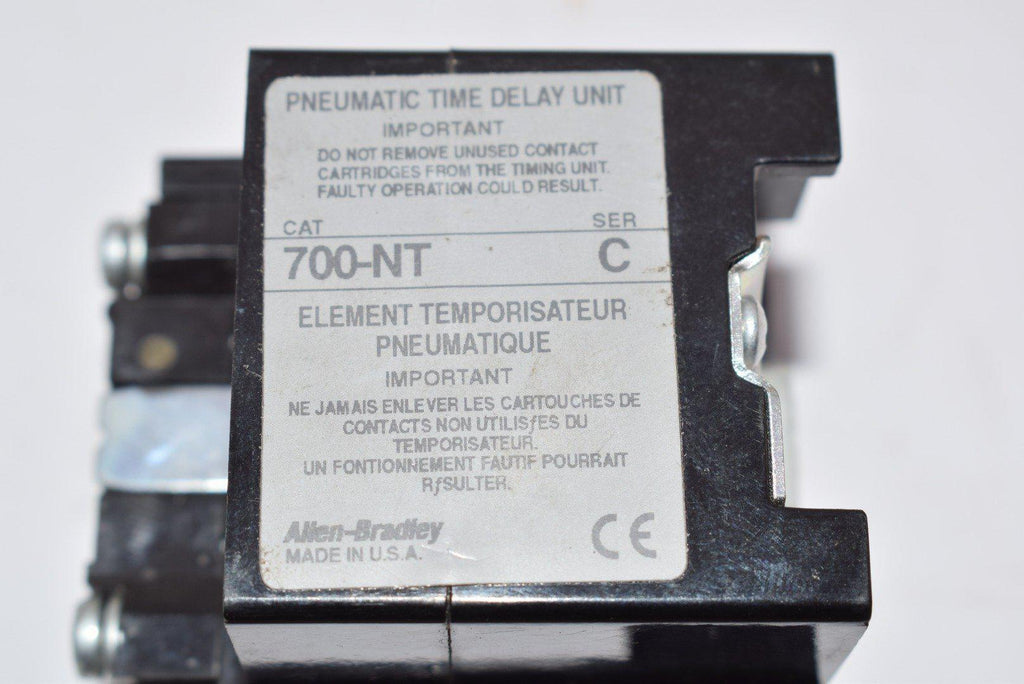 PNEUMATIC TIME DELAY UNIT
IMPORTANT
DO NOT REMOVE UNUSED CONTACT
CARTRIDGES FROM THE TIMING UNIT.
FAULTY OPERATION COULD RESULT.
CAT SER
700-NT C
ELEMENT TEMPORISATEUR
PNEUMATIQUE
IMPORTANT
NE JAMAIS ENLEVER LES CARTOUCHES DE
CONTACTS NON UTILISƒES DU
TEMPORISATEUR.
UN FONTIONNEMENT FAUTIF POURRAIT
RƒSULTER.
Allen-Bradley
MADE IN U.S.A.
CE